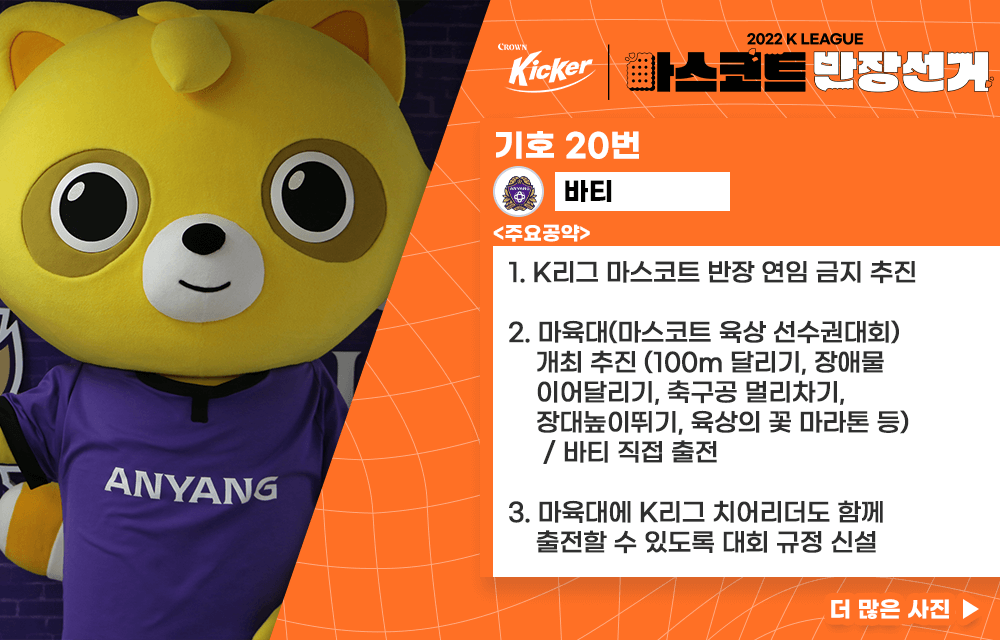 CROWN
Kicker
2022 K LEAGUE
마스코트 반장선거
기호 20번
ANYANG
바티
<주요공약>
1. K리그 마스코트 반장 연임 금지 추진
2. 마육대(마스코트 육상 선수권대회)
개최 추진 (100m 달리기, 장애물
이어달리기, 축구공 멀리차기,
장대높이뛰기, 육상의 꽃 마라톤 등)
/ 바티 직접 출전
3. 마육대에 K리그 치어리더도 함께
출전할 수 있도록 대회 규정 신설
더 많은 사진 ▶
ANYANG